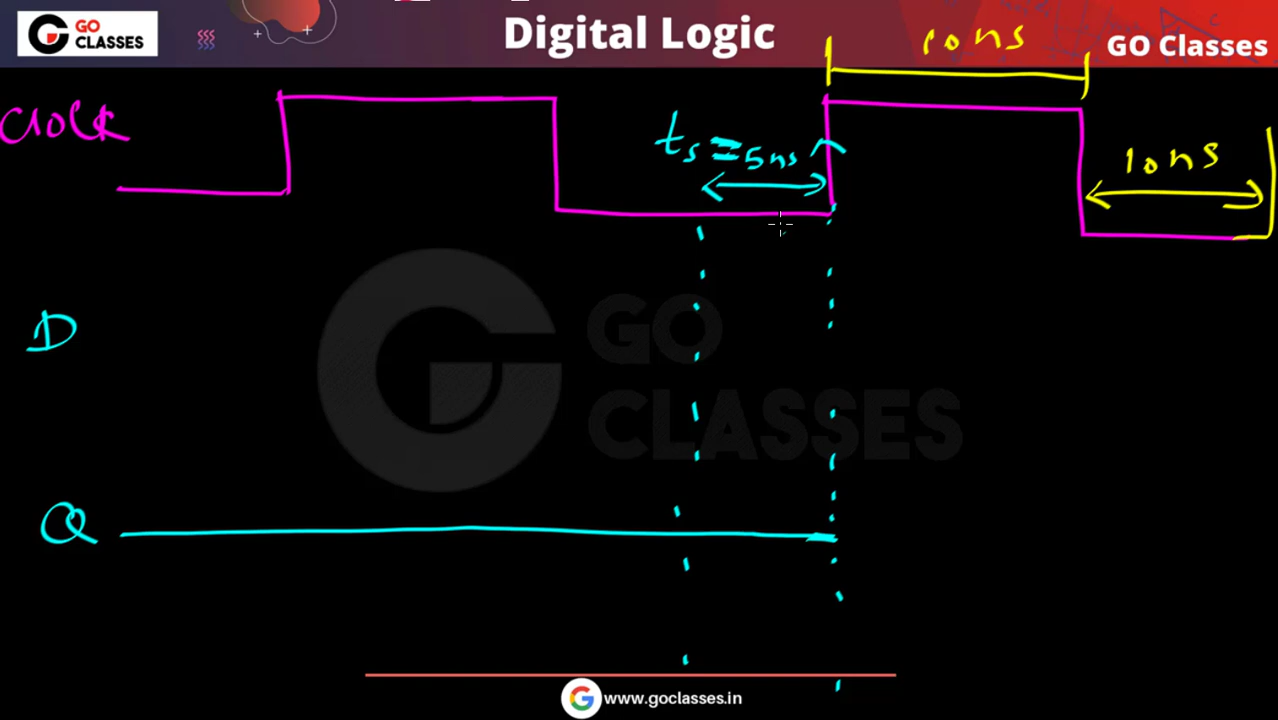 GO
CLASSES
Digital Logic
GO Classes
10ns
Clock
ts = 5ns
10ns
D
GO
CLASSES
Q
www.goclasses.in